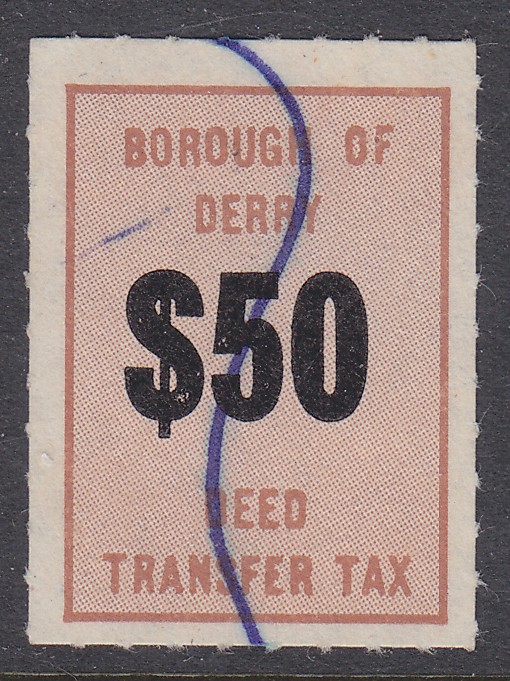 BOROUGH OF
DERRY
$50
DEED
TRANSFER TAX